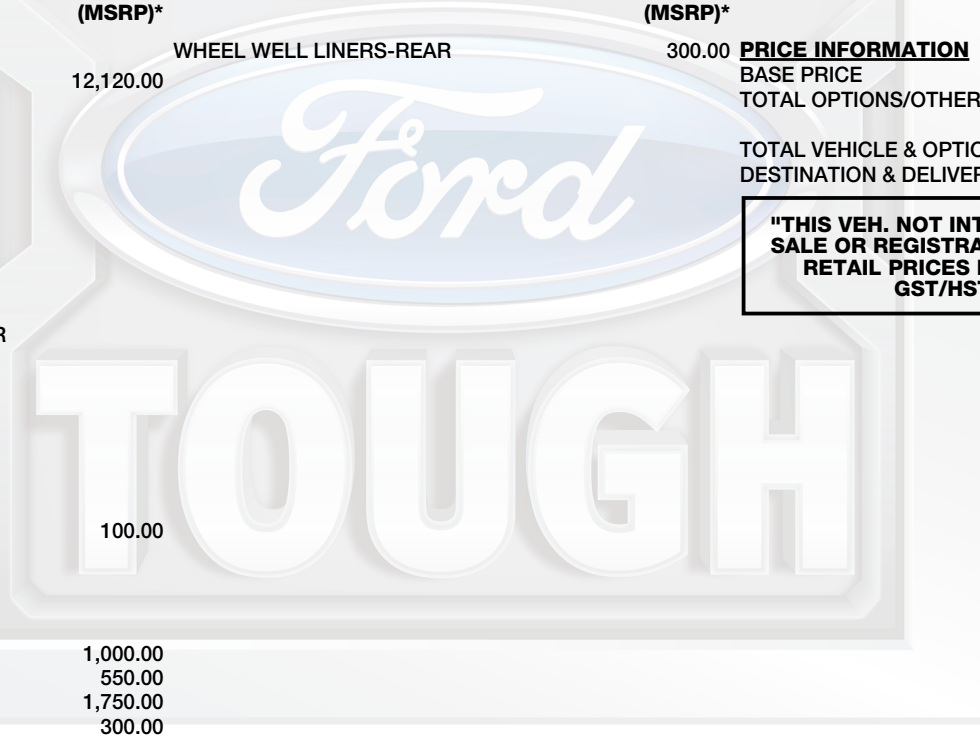 (MSRP)*
12,120.00
R
100.00
1,000.00
550.00
1,750.00
300.00
(MSRP)*
WHEEL WELL LINERS-REAR 300.00
PRICE INFORMATION
BASE PRICE
TOTAL OPTIONS/OTHER
TOTAL VEHICLE & OPTIO
DESTINATION & DELIVER
"THIS VEH. NOT INT
SALE OR REGISTRA
RETAIL PRICES
GST/HST
Ford
TOUGH